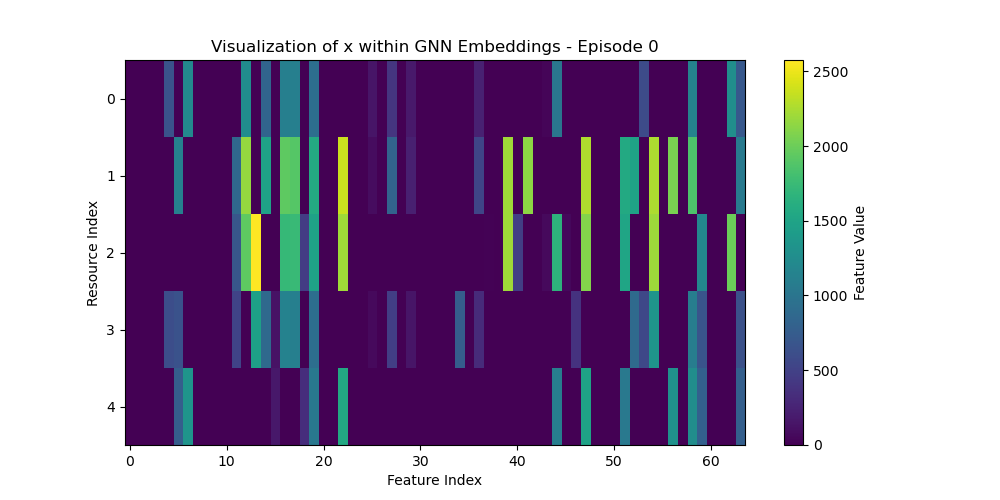 Visualization of x within GNN Embeddings - Episode 0
Resource Index
0
1
2
3
4
0 10 20 30 40 50 60
Feature Index
2500
2000
1500
1000
500
0
Feature Value